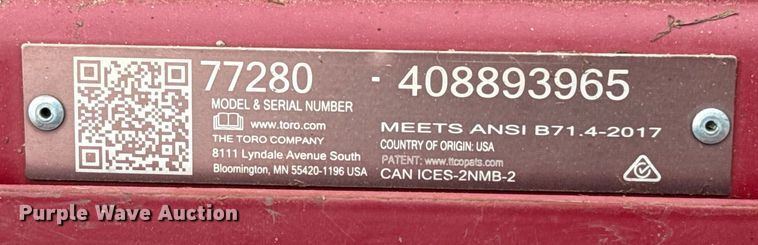 77280 - 408893965
MODEL & SERIAL NUMBER
www.toro.com
THE TORO COMPANY
8111 Lyndale Avenue South
Bloomington, MN 55420-1196 USA
MEETS ANSI B71.4-2017
COUNTRY OF ORIGIN: USA
PATENT: www.ttcopats.com
CAN ICES-2NMB-2
Purple Wave Auction